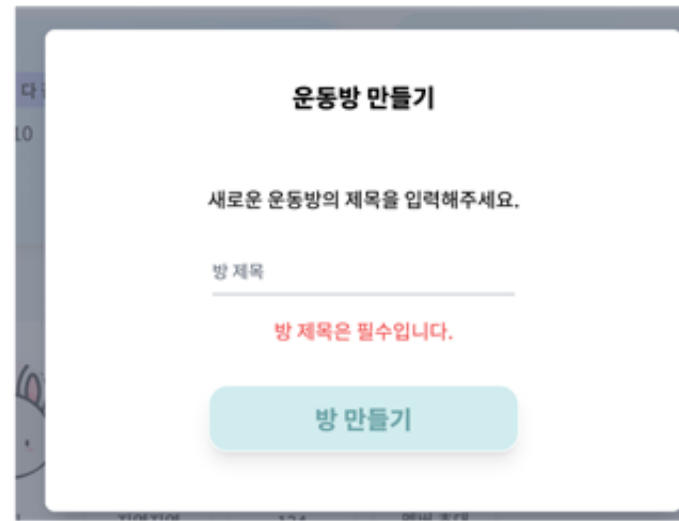 운동방 만들기
다
10
새로운 운동방의 제목을 입력해주세요.
방 제목
방 제목은 필수입니다.
방 만들기